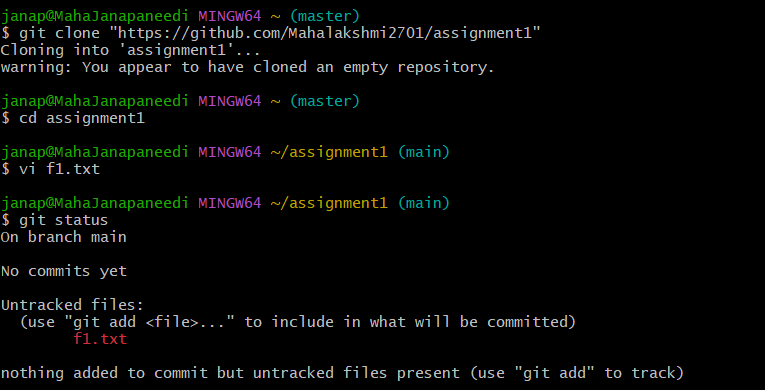 janap@MahaJanapaneedi MINGW64 ~ (master)
$ git clone "https://github.com/Mahalakshmi2701/assignment1"
Cloning into 'assignment1'...
warning: You appear to have cloned an empty repository.
janap@MahaJanapaneedi MINGW64 ~ (master)
$ cd assignment1
janap@MahaJanapaneedi MINGW64 ~/assignment1 (main)
$ vi f1.txt
janap@MahaJanapaneedi MINGW64 ~/assignment1 (main)
$ git status
On branch main
No commits yet
Untracked files:
  (use "git add <file>..." to include in what will be committed)
        f1.txt
nothing added to commit but untracked files present (use "git add" to track)